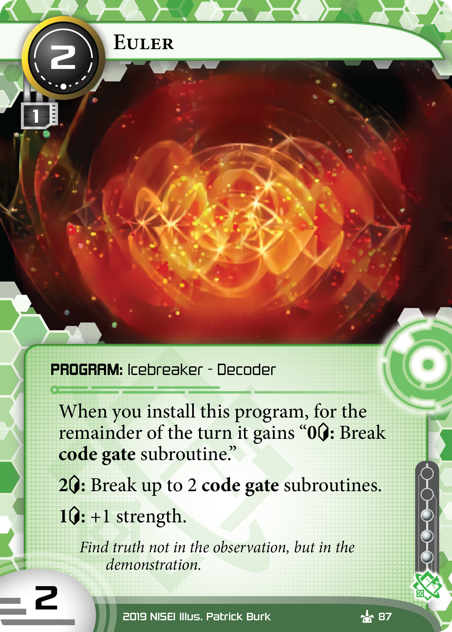 2
Euler
1
PROGRAM: Icebreaker - Decoder
When you install this program, for the
remainder of the turn it gains “0: Break
code gate subroutine.”
2: Break up to 2 code gate subroutines.
1: +1 strength.
Find truth not in the observation, but in the
demonstration.
2
2019 NISEI Illus. Patrick Burk
87